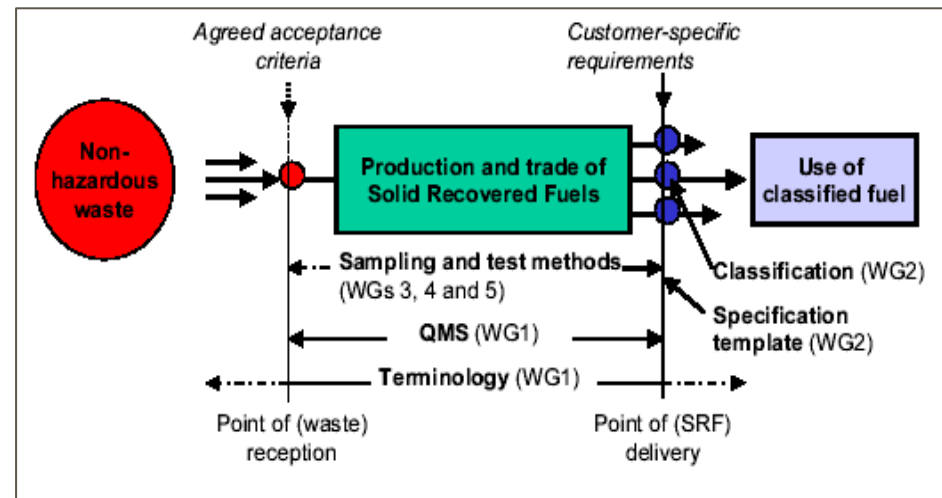 Agreed acceptance
criteria
Customer-specific
requirements
Non-
hazardous
waste
Production and trade of
Solid Recovered Fuels
Use of
classified fuel
Sampling and test methods
(WGs 3, 4 and 5)
Classification (WG2)
QMS (WG1)
Specification
template (WG2)
Terminology (WG1)
Point of (waste)
reception
Point of (SRF)
delivery